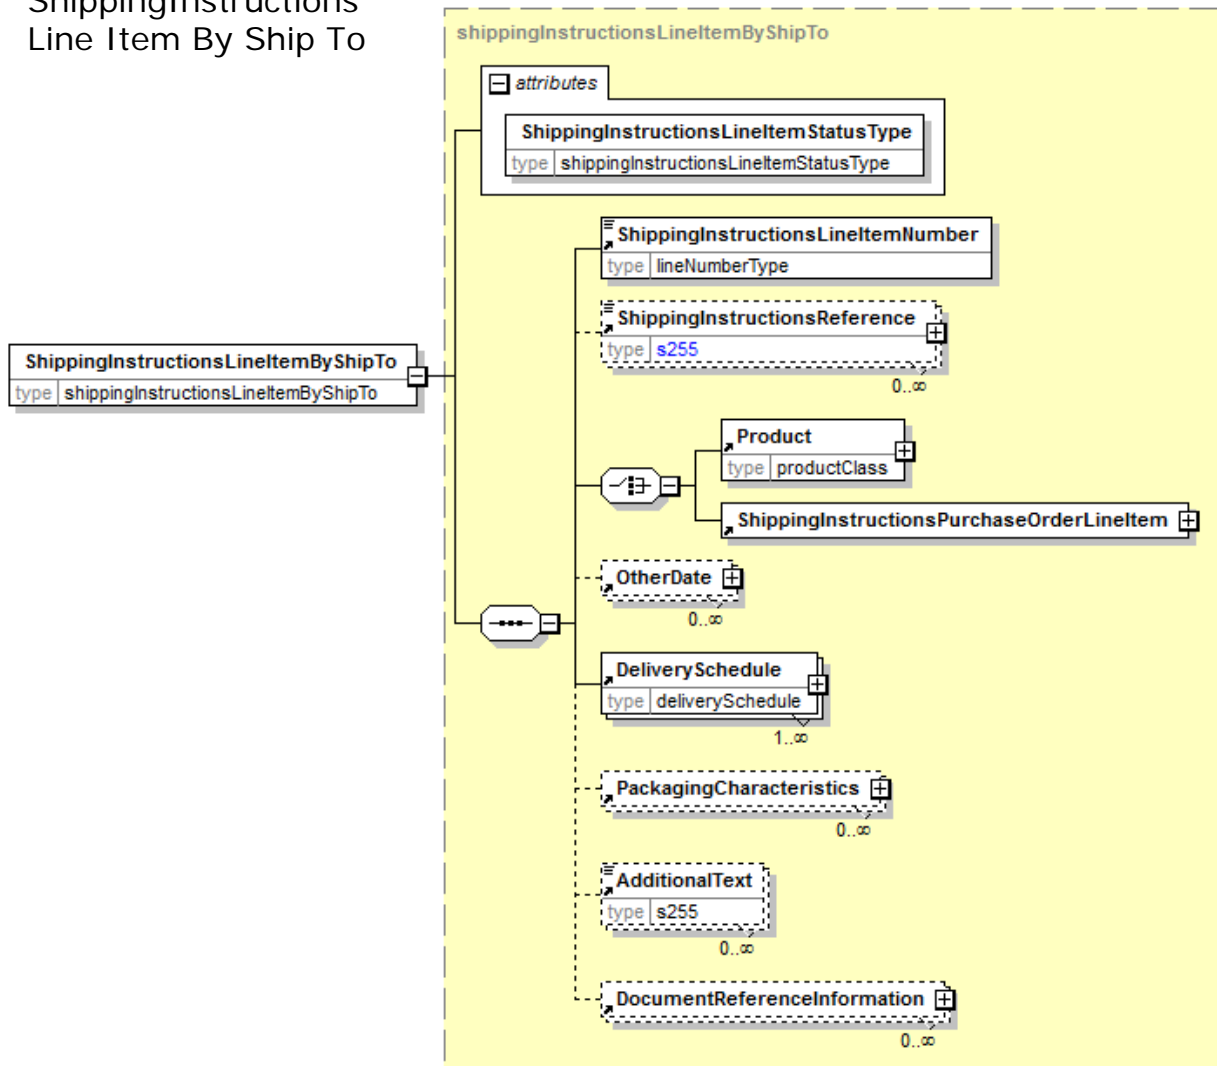 ShippingInstructions
Line Item By Ship To
shippingInstructionsLineItemByShipTo
attributes
ShippingInstructionsLineItemStatusType
type shippingInstructionsLineItemStatusType
ShippingInstructionsLineItemNumber
type lineNumberType
ShippingInstructionsReference
type s255
0..∞
ShippingInstructionsLineItemByShipTo
type shippingInstructionsLineItemByShipTo
Product
type productClass
ShippingInstructionsPurchaseOrderLineItem
OtherDate
0..∞
DeliverySchedule
type deliverySchedule
1..∞
PackagingCharacteristics
0..∞
AdditionalText
type s255
0..∞
DocumentReferenceInformation
0..∞